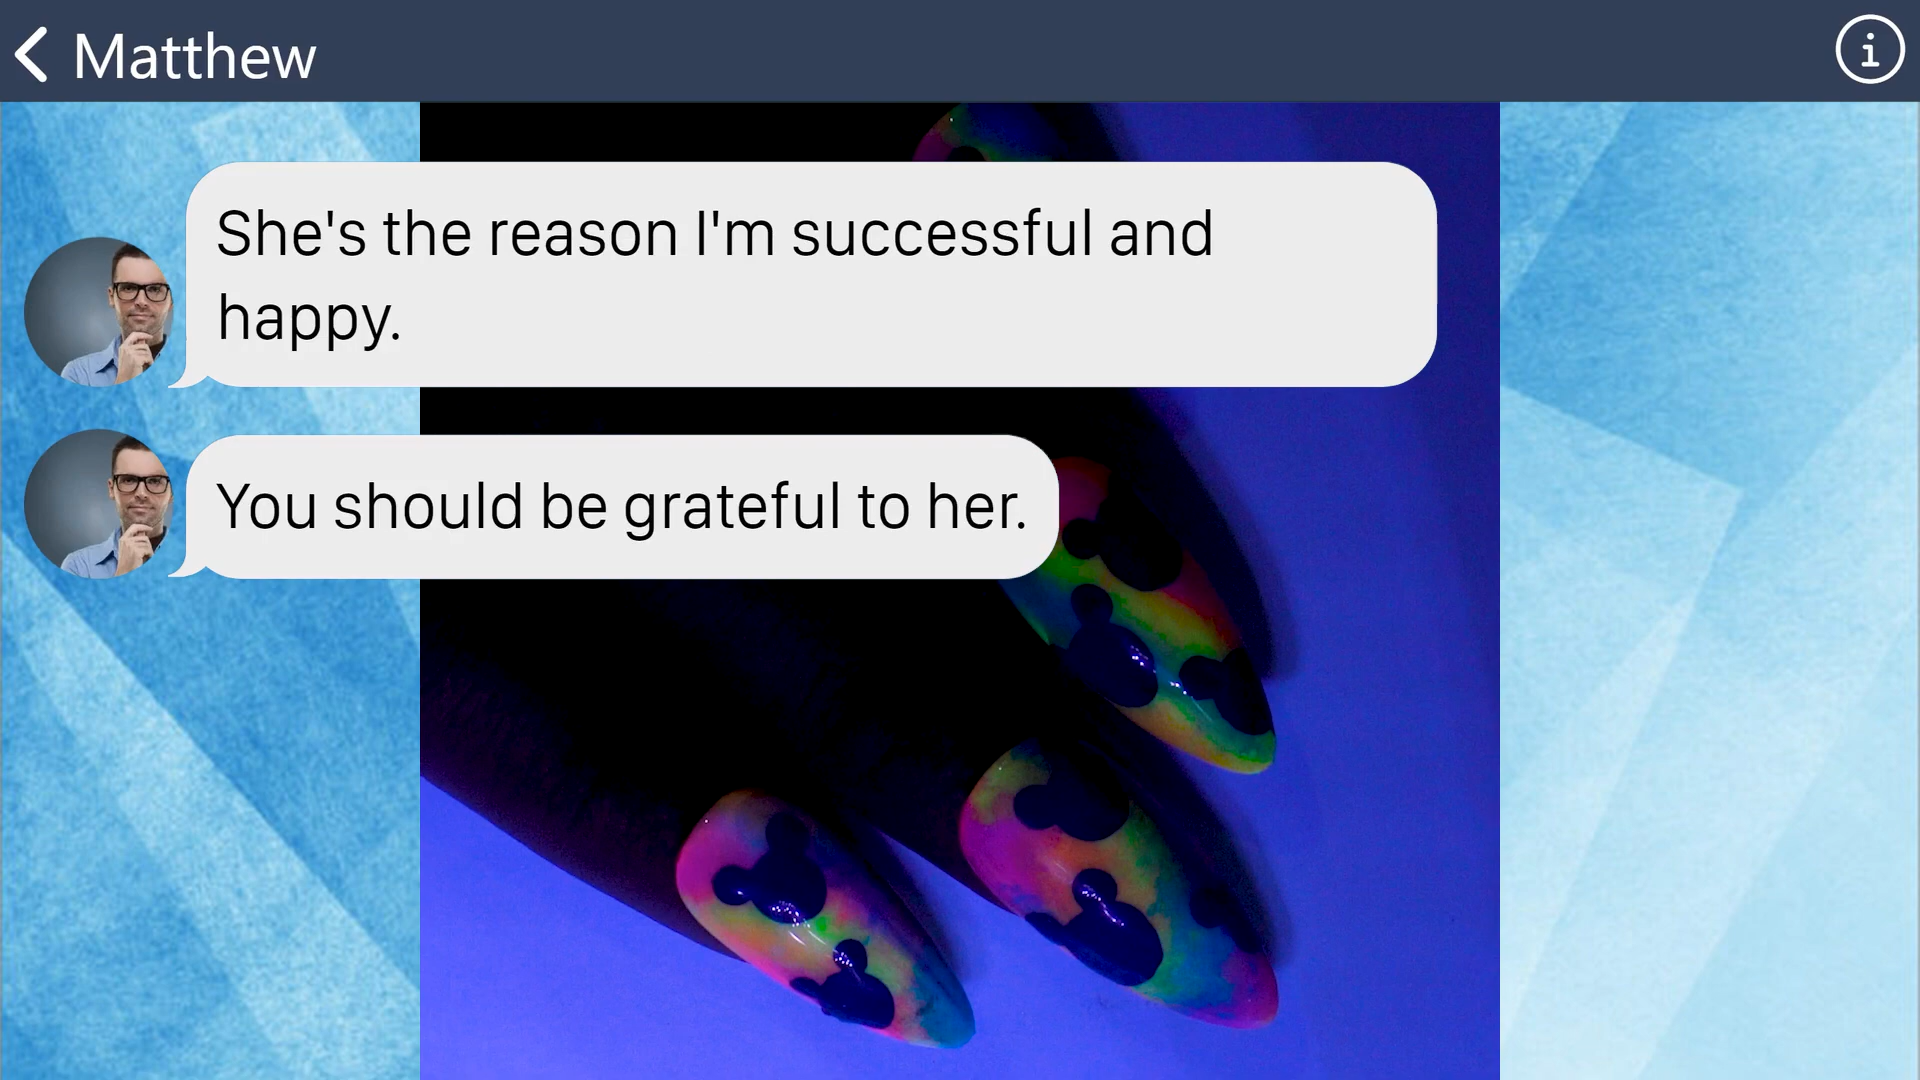 Matthew
She's the reason I'm successful and
happy.
You should be grateful to her.